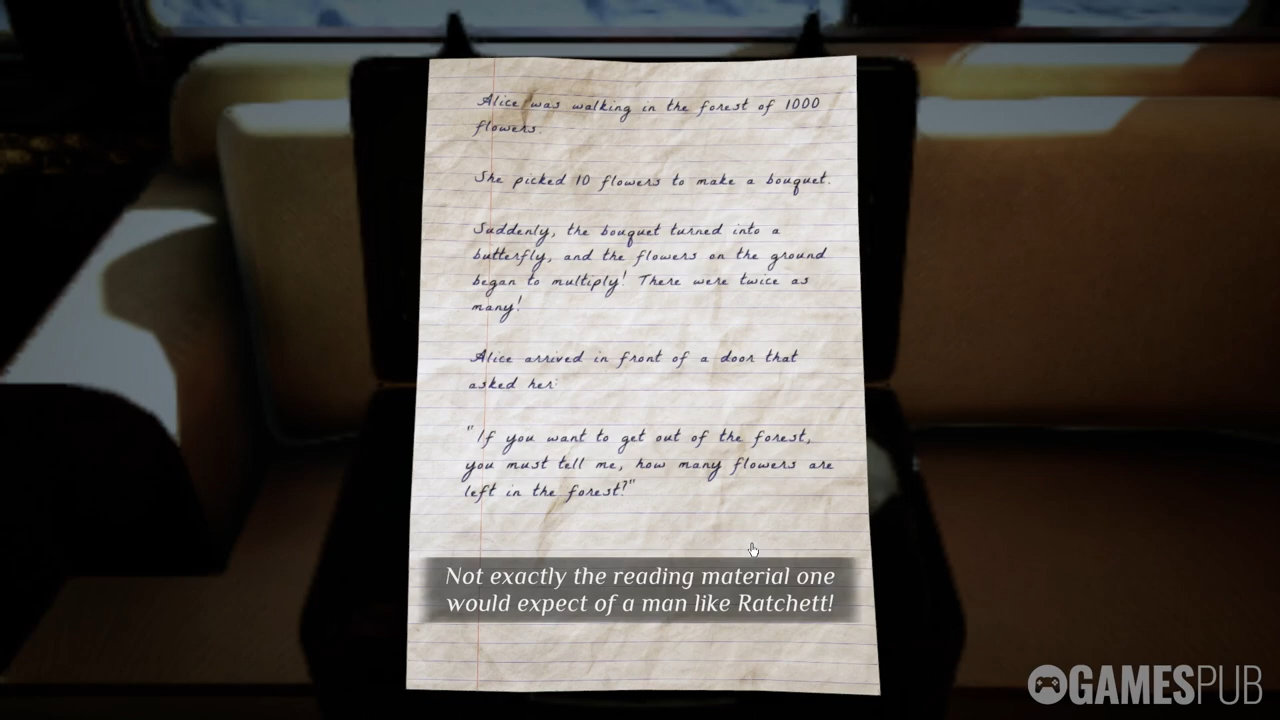 Alice was walking in the forest of 1000
flowers.
She picked 10 flowers to make a bouquet.
Suddenly, the bouquet turned into a
butterfly, and the flowers on the ground
began to multiply! There were twice as
many!
Alice arrived in front of a door that
asked her:
"If you want to get out of the forest,
you must tell me, how many flowers are
left in the forest?"
Not exactly the reading material one
would expect of a man like Ratchett!
GAMESPUB